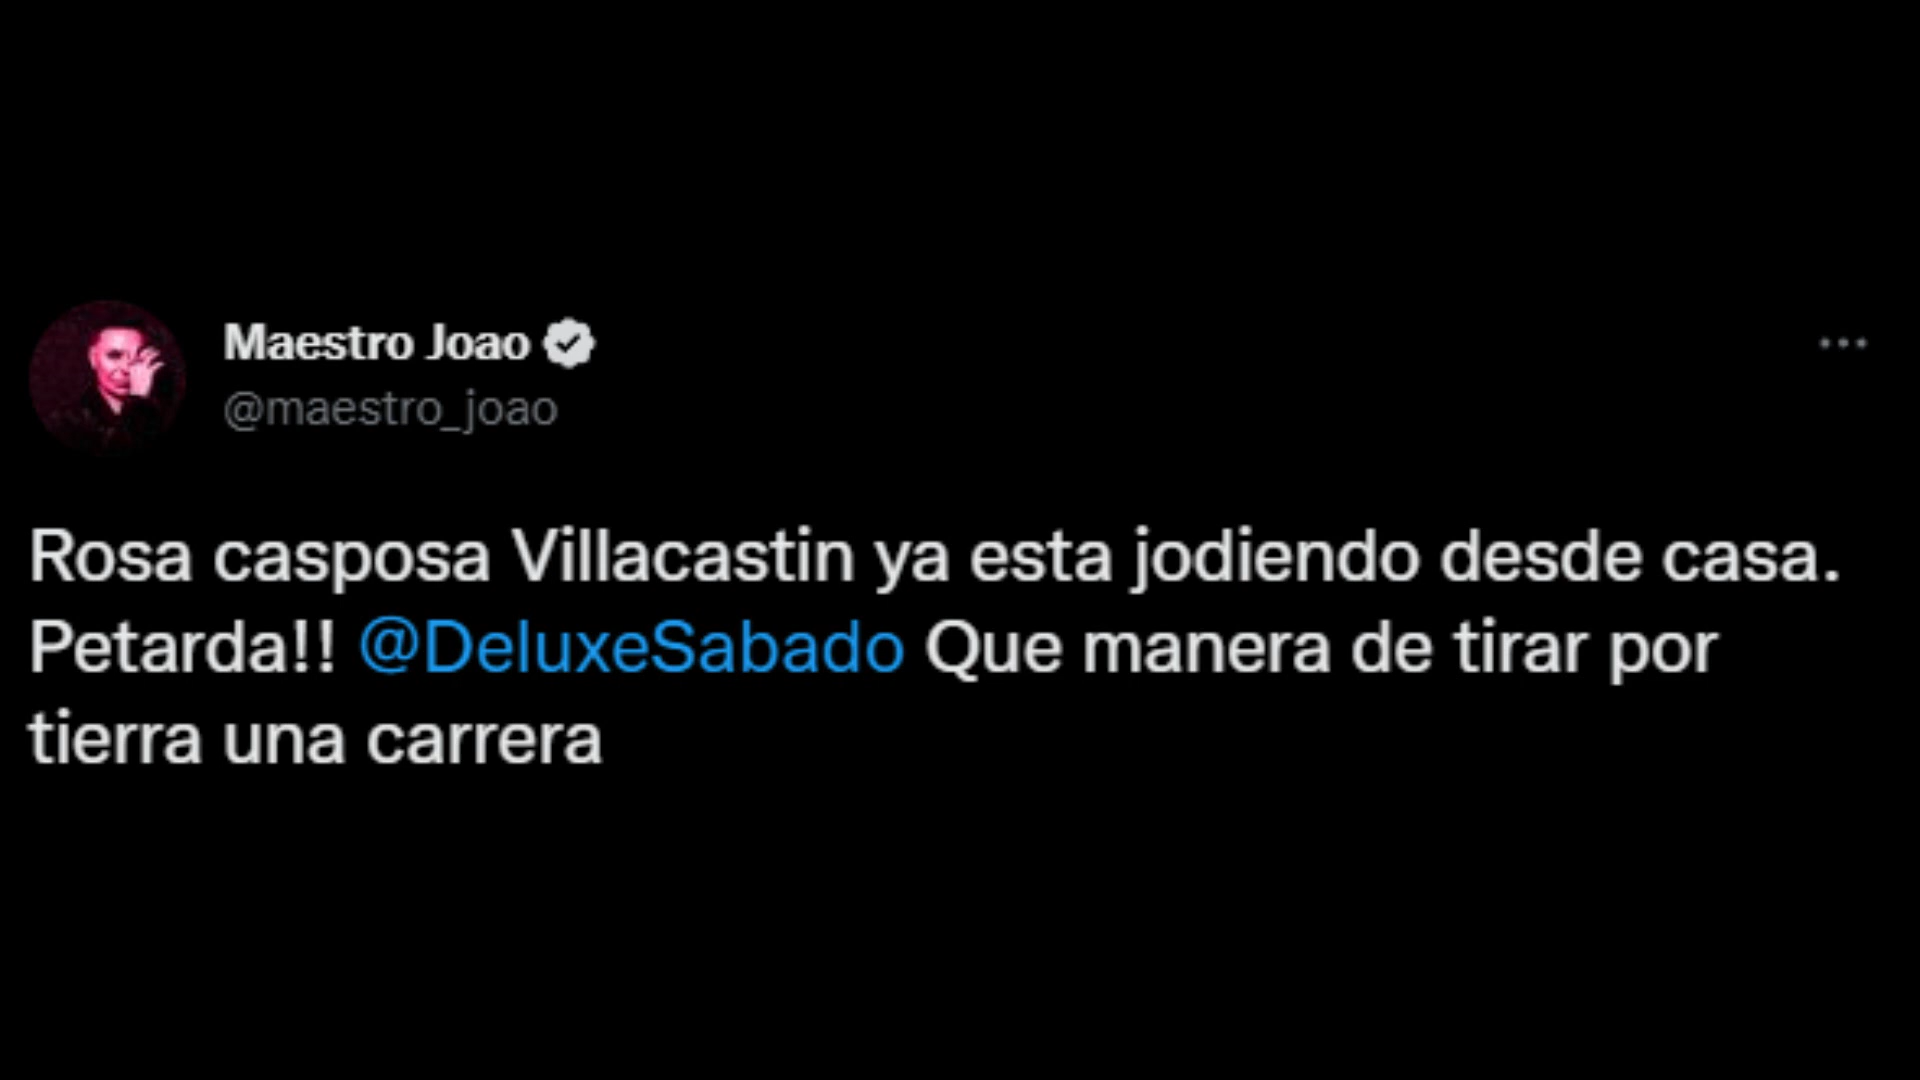 Maestro Joao
@maestro_joao
Rosa casposa Villacastin ya esta jodiendo desde casa.
Petarda!! @DeluxeSabado Que manera de tirar por
tierra una carrera